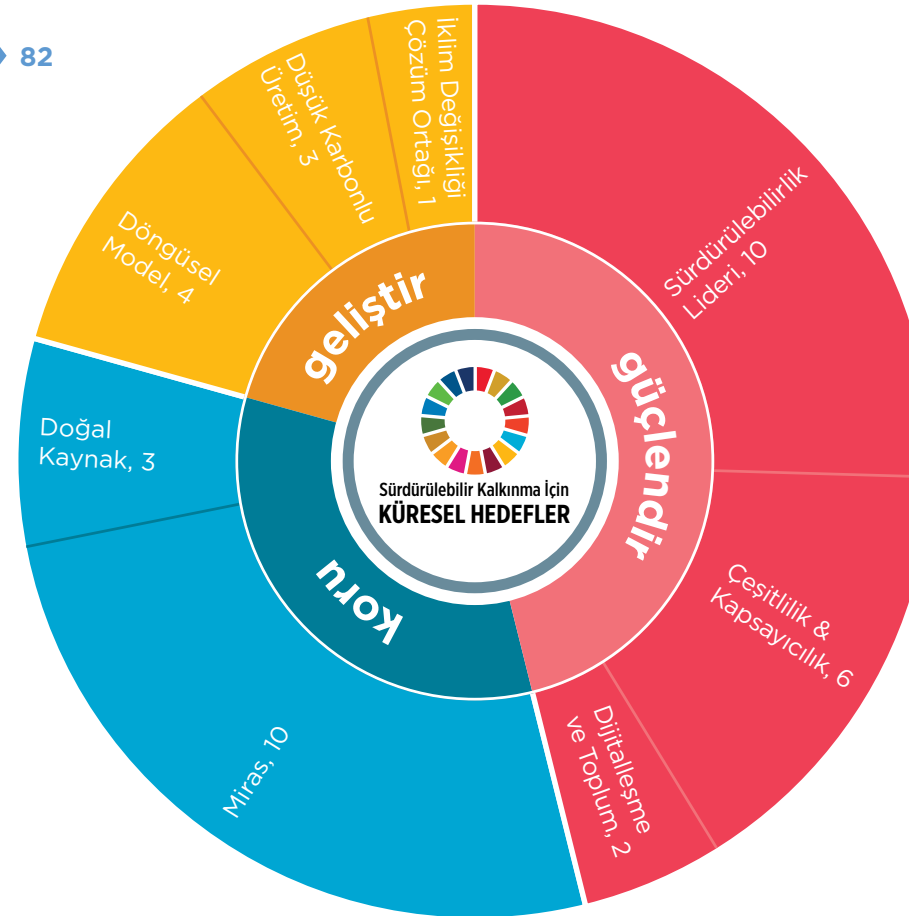 82
İklim Değişikliği
Çözüm Ortağı, 1
Düşük Karbonlu
Üretim, 3
Döngüsel
Model, 4
geliştir
Sürdürülebilirlik
Lideri, 10
güçlendir
Çeşitlilik &
Kapsayıcılık, 6
Dijitalleşme
ve Toplum, 2
Doğal
Kaynak, 3
koru
Miras, 10
Sürdürülebilir Kalkınma İçin
KÜRESEL HEDEFLER